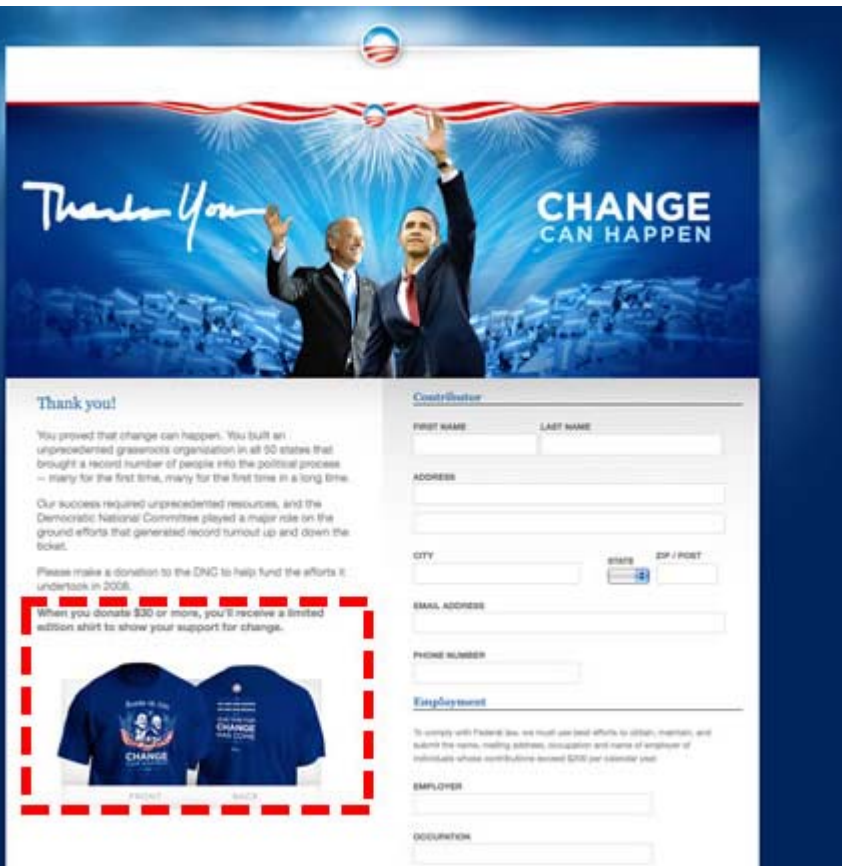 Thank You
CHANGE
CAN HAPPEN
Thank you!
You proved that change can happen. You built an
unprecedented grassroots organization in all 50 states that
brought a record number of people into the political process
— many for the first time, many for the first time in a long time.
Our success required unprecedented resources, and the
Democratic National Committee played a major role on the
ground efforts that generated record turnout up and down the
ticket.
Please make a donation to the DNC to help fund the efforts it
undertook in 2008.
When you donate $30 or more, you'll receive a limited
edition shirt to show your support for change.
CHANGE
CAN HAPPEN
CHANGE
HAS COME
FRONT BACK
Contributor
FIRST NAME LAST NAME
ADDRESS
CITY STATE ZIP / POST
EMAIL ADDRESS
PHONE NUMBER
Employment
To comply with Federal law, we must use best efforts to obtain, maintain, and
submit the name, mailing address, occupation and name of employer of
individuals whose contributions exceed $200 per calendar year.
EMPLOYER
OCCUPATION